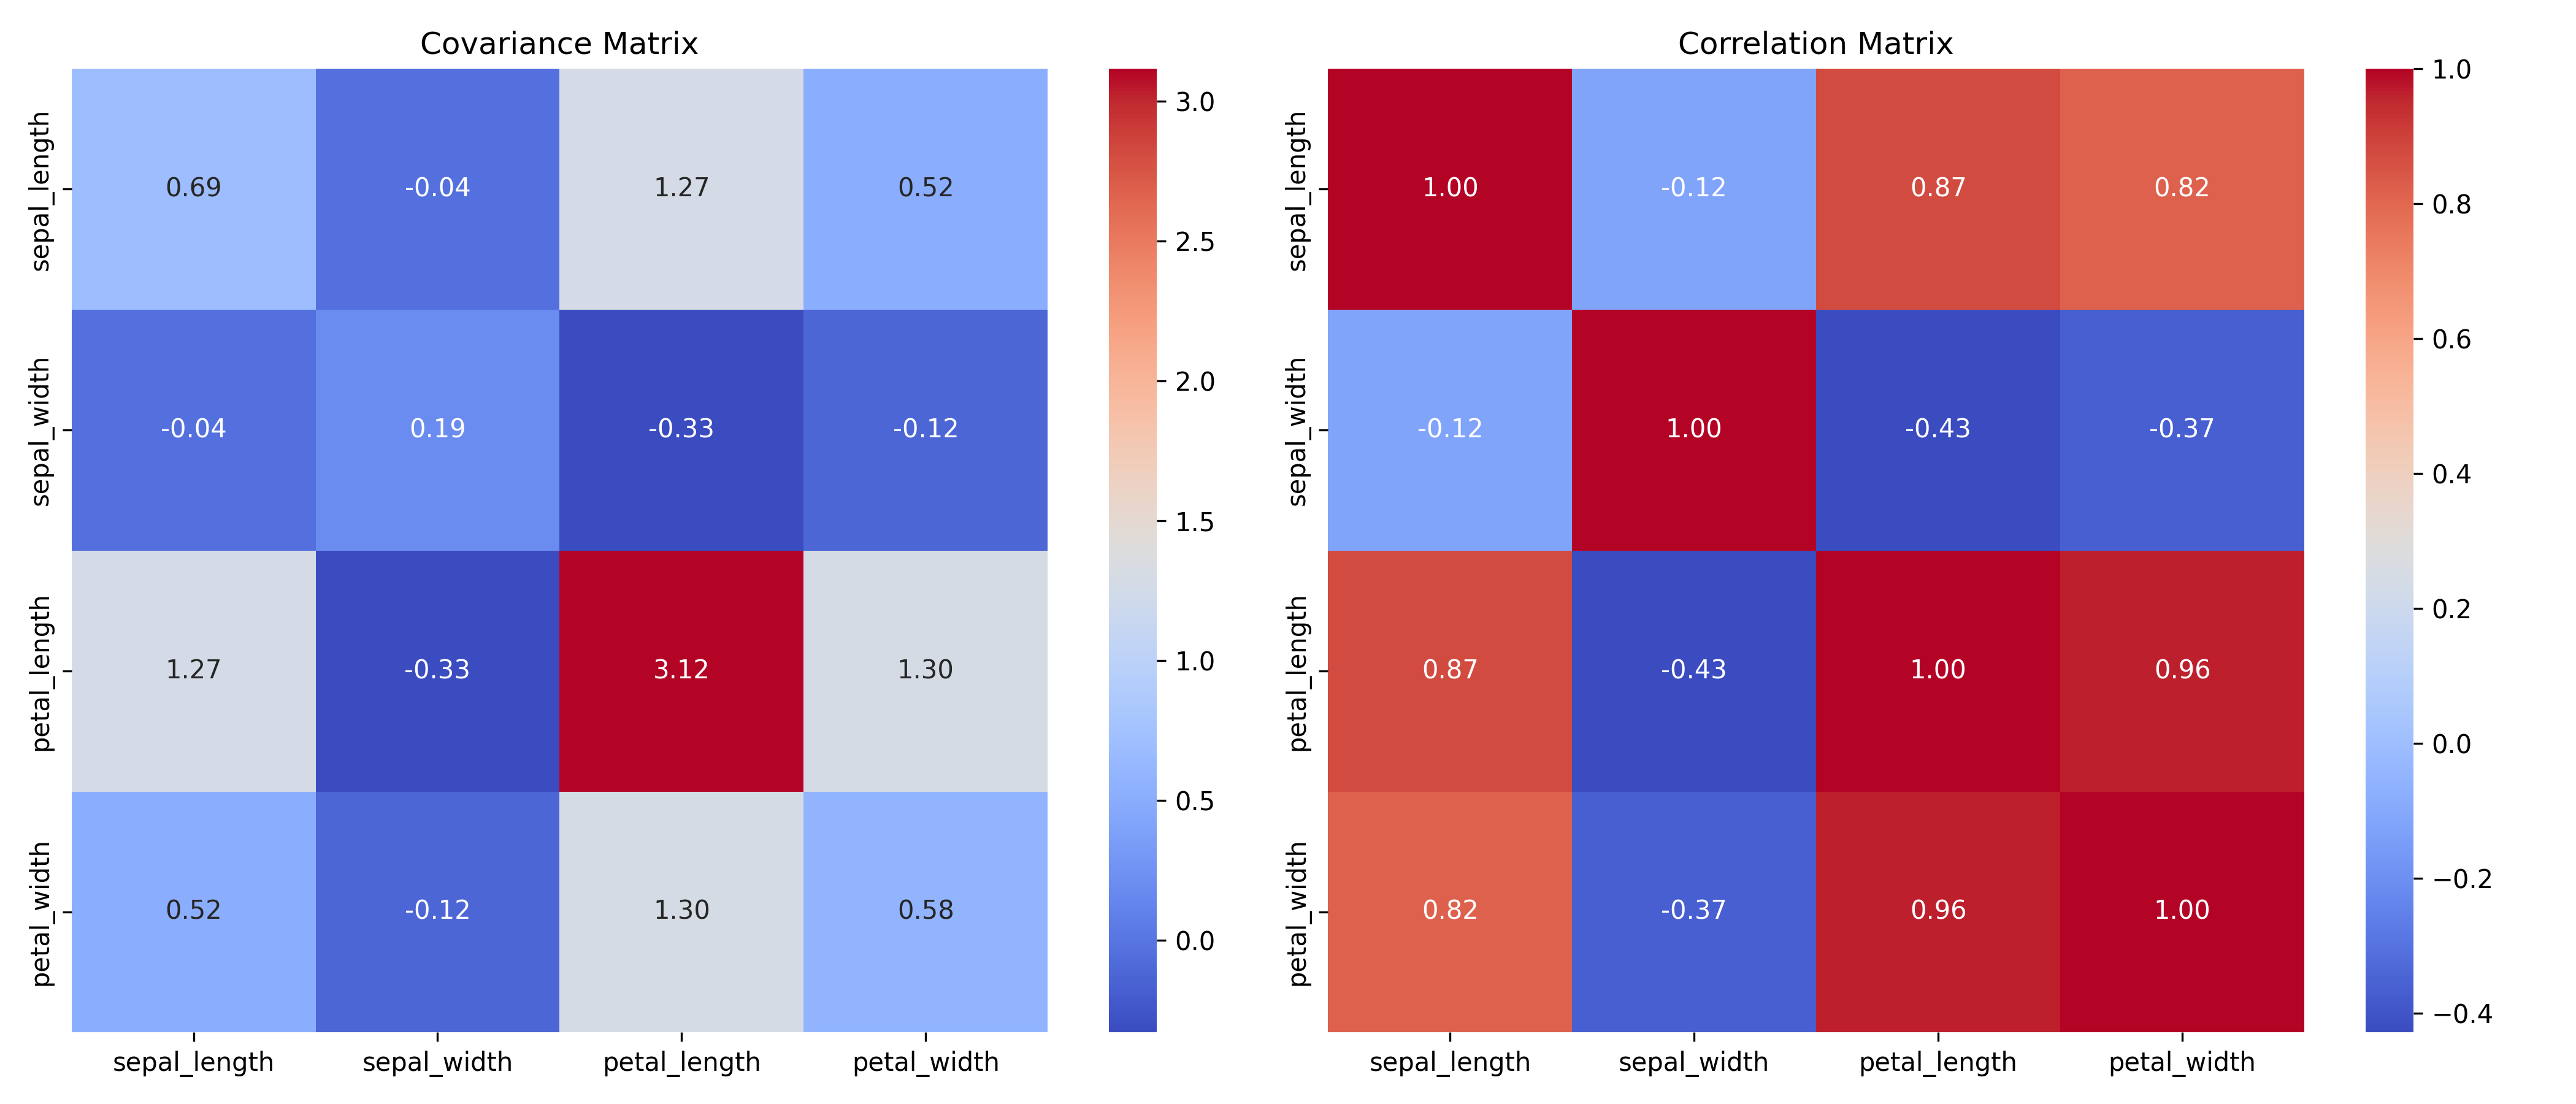 Covariance Matrix
sepal_length
sepal_width
petal_length
petal_width
0.69 -0.04 1.27 0.52
-0.04 0.19 -0.33 -0.12
1.27 -0.33 3.12 1.30
0.52 -0.12 1.30 0.58
sepal_length sepal_width petal_length petal_width
3.0
2.5
2.0
1.5
1.0
0.5
0.0
Correlation Matrix
sepal_length
sepal_width
petal_length
petal_width
1.00 -0.12 0.87 0.82
-0.12 1.00 -0.43 -0.37
0.87 -0.43 1.00 0.96
0.82 -0.37 0.96 1.00
sepal_length sepal_width petal_length petal_width
1.0
0.8
0.6
0.4
0.2
0.0
−0.2
−0.4